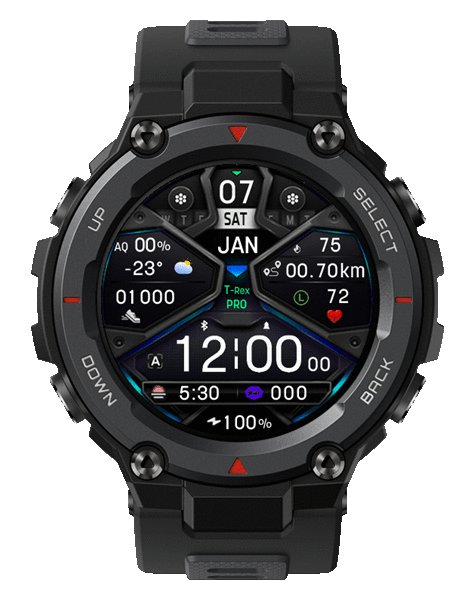 UP
SELECT
DOWN
BACK
07
W T F
SAT
F M T
JAN
AQ 00%
-23°
01000
75
00.70km
L 72
T-Rex
PRO
A 12:00 00
5:30 000
100%